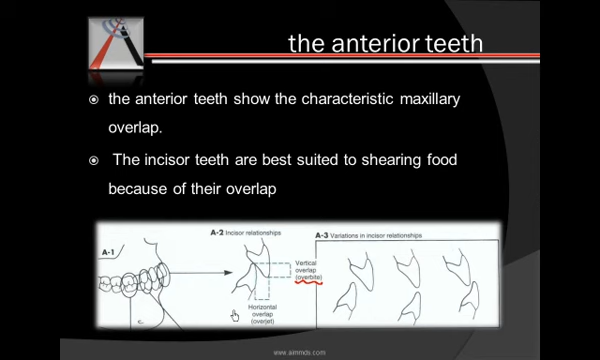 the anterior teeth
the anterior teeth show the characteristic maxillary
overlap.
The incisor teeth are best suited to shearing food
because of their overlap
A-1
A-2 Incisor relationships
Vertical
overlap
(overbite)
Horizontal
overlap
(overjet)
A-3 Variations in incisor relationships
www.aimmds.com